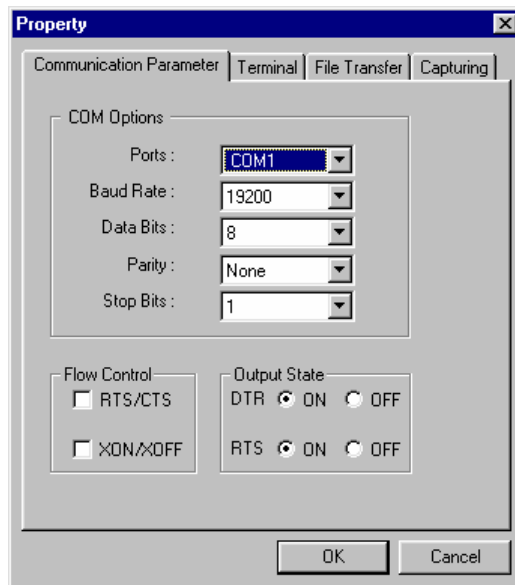 Property
Communication Parameter Terminal File Transfer Capturing
COM Options
Ports : COM1
Baud Rate : 19200
Data Bits : 8
Parity : None
Stop Bits : 1
Flow Control
RTS/CTS
XON/XOFF
Output State
DTR ON OFF
RTS ON OFF
OK Cancel